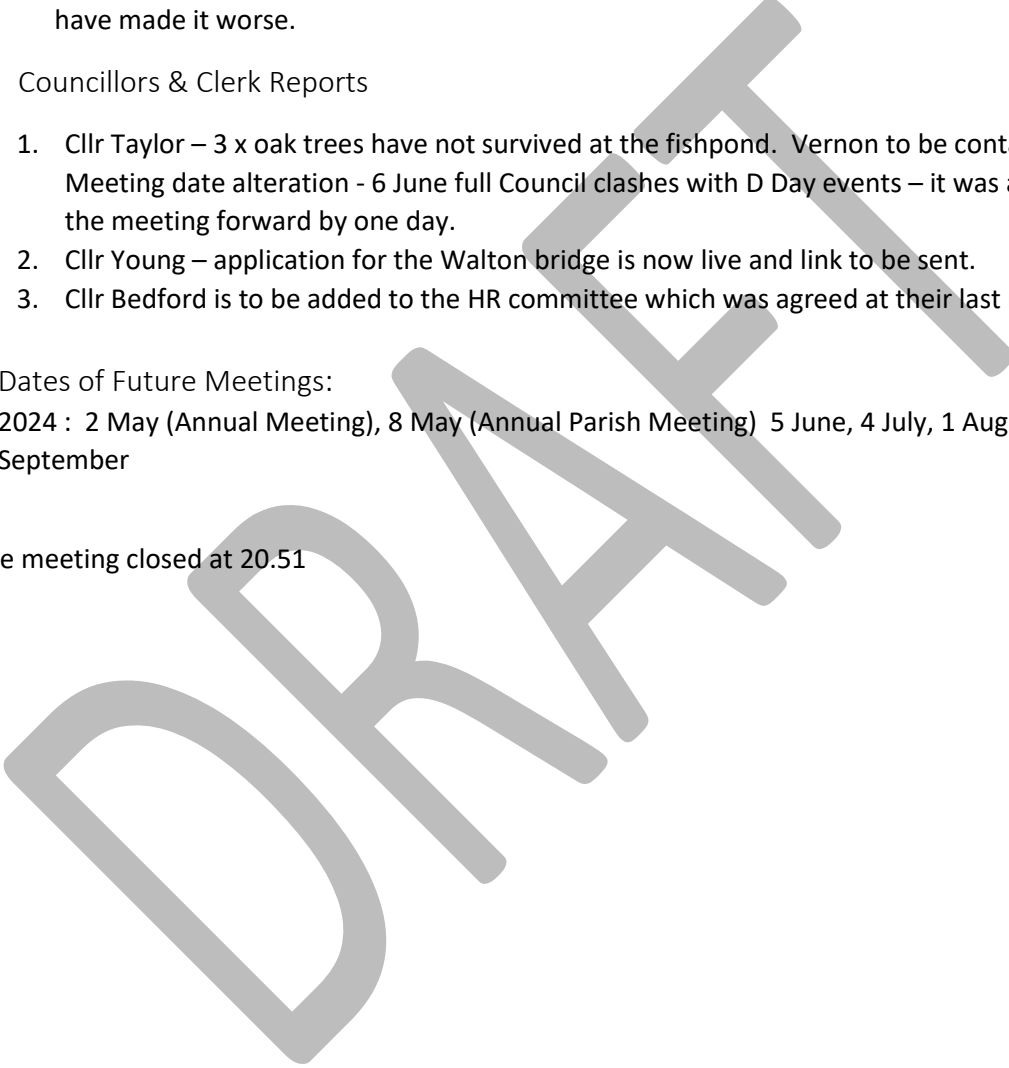 have made it worse.
Councillors & Clerk Reports
1. Cllr Taylor – 3 x oak trees have not survived at the fishpond. Vernon to be
Meeting date alteration - 6 June full Council clashes with D Day events – it was
the meeting forward by one day.
2. Cllr Young – application for the Walton bridge is now live and link to be sent.
3. Cllr Bedford is to be added to the HR committee which was agreed at their last
Dates of Future Meetings:
2024 : 2 May (Annual Meeting), 8 May (Annual Parish Meeting) 5 June, 4 July, 1 Aug
September
e meeting closed at 20.51
DRAFT